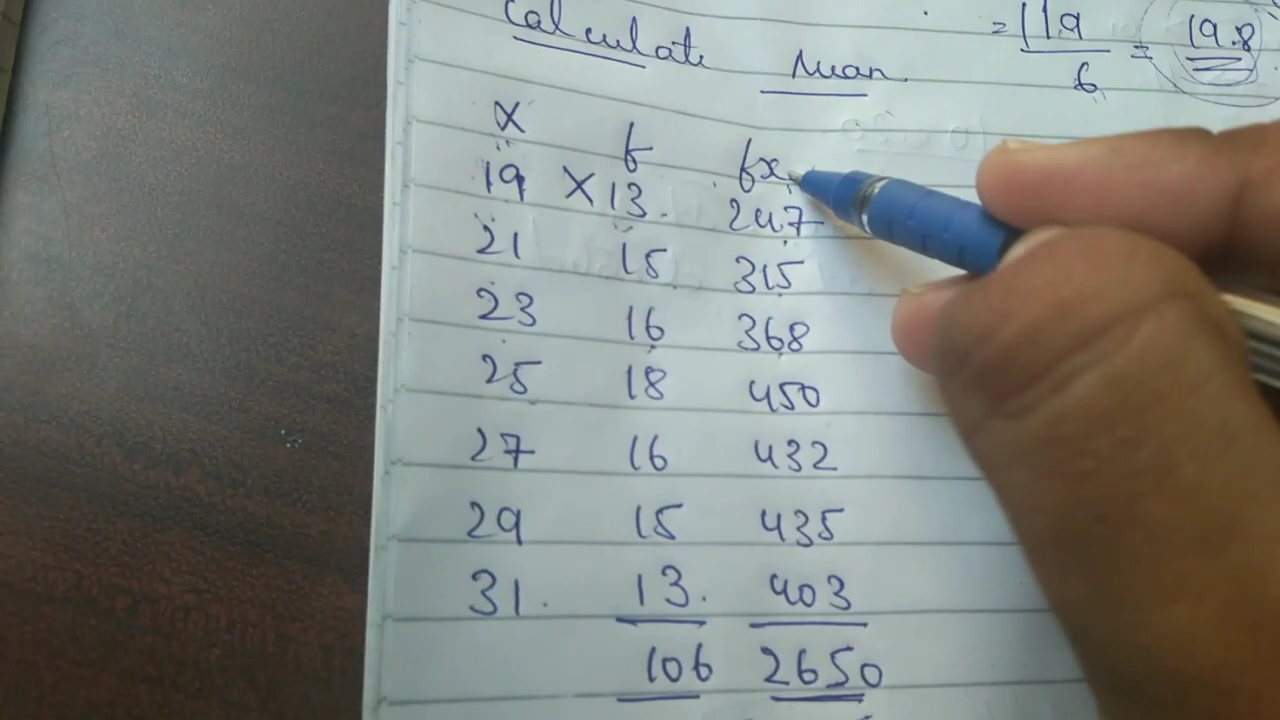 Calculate Mean.
= 119 / 6 = 19.8
x f fx
19 × 13. 247
21 15 315
23 16 368
25 18 450
27 16 432
29 15 435
31. 13. 403
106 2650